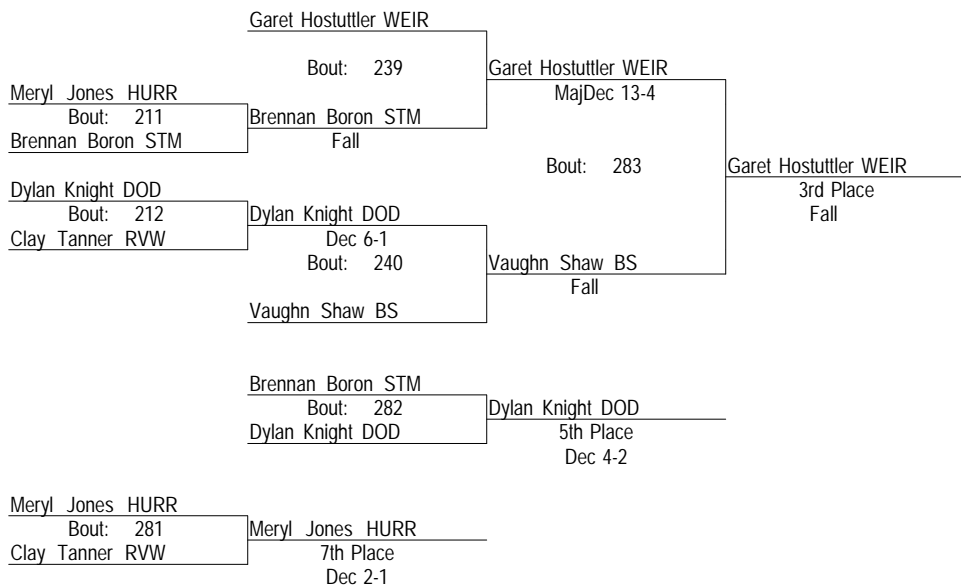 Garet Hostuttler WEIR
Bout: 239
Garet Hostuttler WEIR
MajDec 13-4
Meryl Jones HURR
Bout: 211
Brennan Boron STM
Brennan Boron STM
Fall
Bout: 283
Garet Hostuttler WEIR
3rd Place
Fall
Dylan Knight DOD
Bout: 212
Clay Tanner RVW
Dylan Knight DOD
Dec 6-1
Bout: 240
Vaughn Shaw BS
Fall
Vaughn Shaw BS
Brennan Boron STM
Bout: 282
Dylan Knight DOD
Dylan Knight DOD
5th Place
Dec 4-2
Meryl Jones HURR
Bout: 281
Clay Tanner RVW
Meryl Jones HURR
7th Place
Dec 2-1